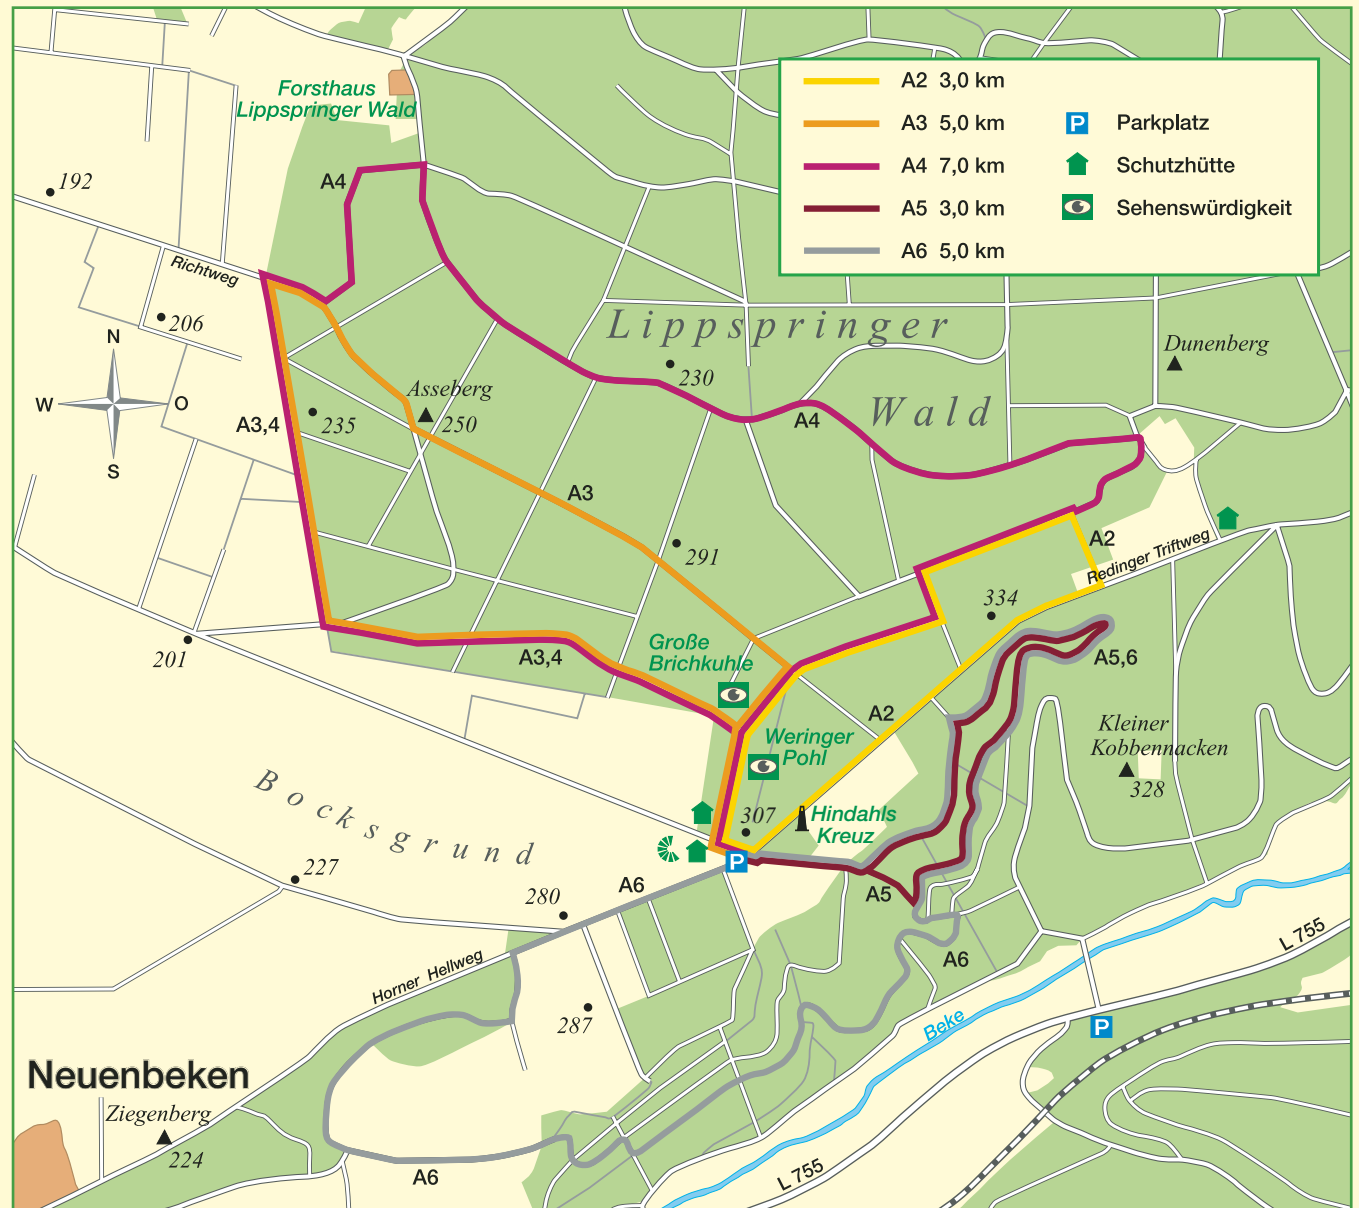 A2 3,0 km
A3 5,0 km
A4 7,0 km
A5 3,0 km
A6 5,0 km
P Parkplatz
Schutzhütte
Sehenswürdigkeit
Forsthaus
Lippspringer Wald
A4
192
Richtweg
206
N
W O
S
A3,4
235
Asseberg
250
Lippspringer
230
Wald
A4
Dunenberg
A3
291
A2
Redinger Triftweg
334
201
A3,4
Große
Brichkuhle
A5,6
A2
Weringer
Pohl
Kleiner
Kobbennacken
328
Bocksgrund
307
Hindahls
Kreuz
P
227
A6
280
A5
A6
L 755
Horner Hellweg
287
Beke
P
Neuenbeken
Ziegenberg
224
A6
L 755